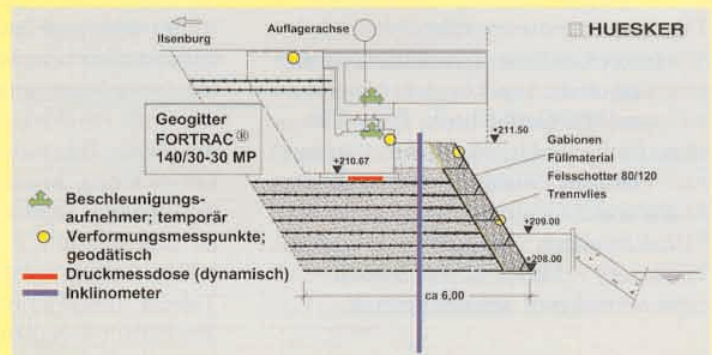 Ilsenburg
Auflagerachse
HUESKER
Geogitter
FORTRAC®
140/30-30 MP
+210.67
+211.50
Gabionen
Füllmaterial
Felsschotter 80/120
Trennvlies
+209.00
+208.00
ca 6,00
Beschleunigungs-
aufnehmer; temporär
Verformungsmesspunkte;
geodätisch
Druckmessdose (dynamisch)
Inklinometer